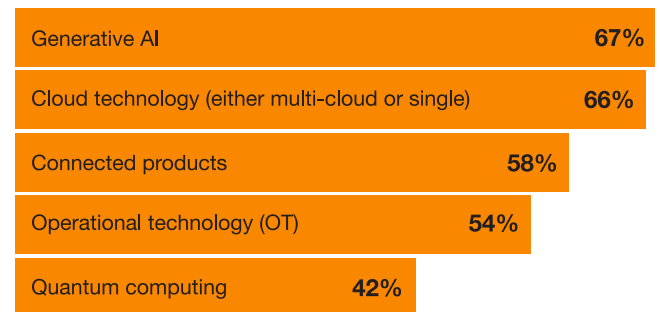 Generative AI 67%
Cloud technology (either multi-cloud or single) 66%
Connected products 58%
Operational technology (OT) 54%
Quantum computing 42%